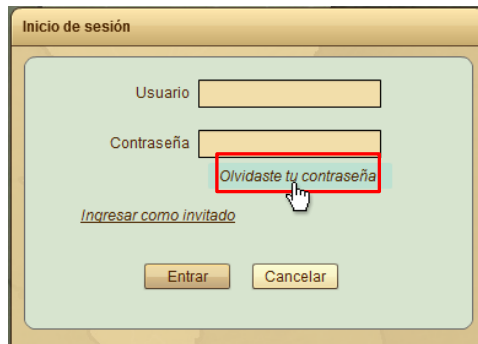 Inicio de sesión
Usuario
Contraseña
Olvidaste tu contraseña
Ingresar como invitado
Entrar Cancelar